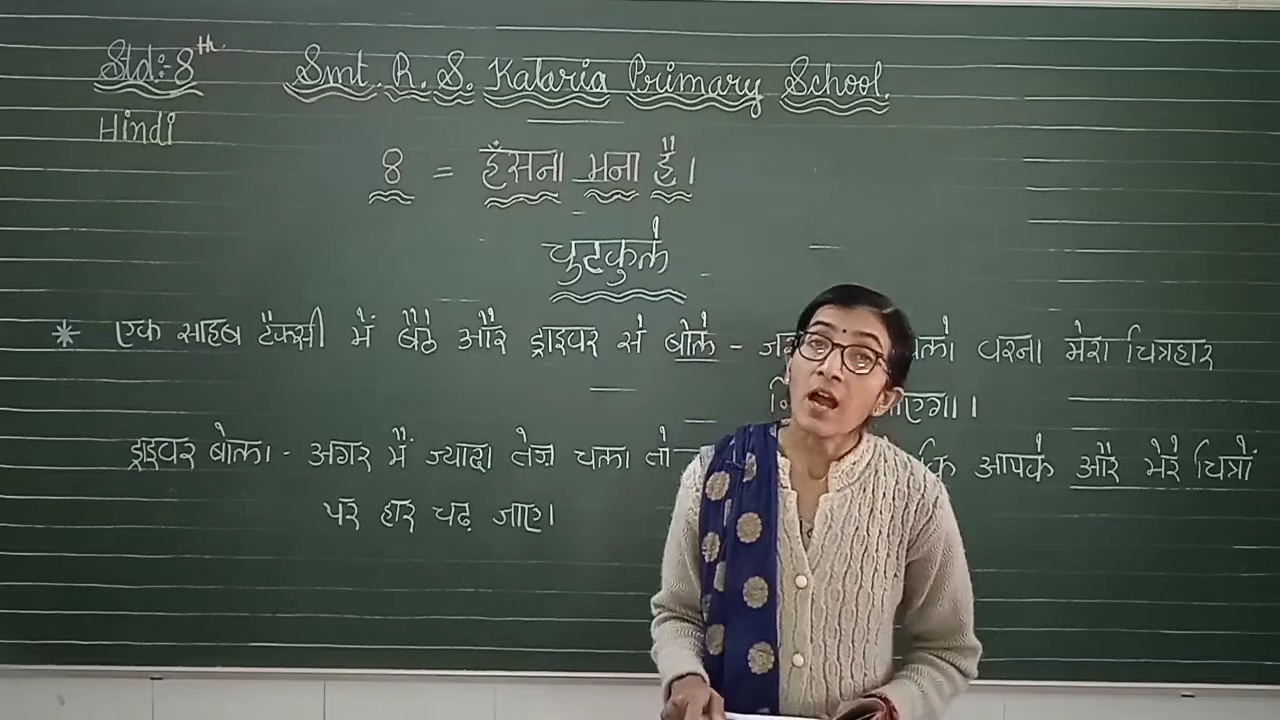 Std:- 8th Smt. R. S. Kataria Primary School.
Hindi
8 = हँसना मना है।
चुटकुले
* एक साहब टैक्सी में बैठे और ड्राइवर से बोले - चलो वरना मेरा चित्रहार
जाएगा।
ड्राइवर बोला - अगर मैं ज्यादा तेज़ चला तो कि आपके और मेरे चित्रों
पर हार चढ़ जाए।